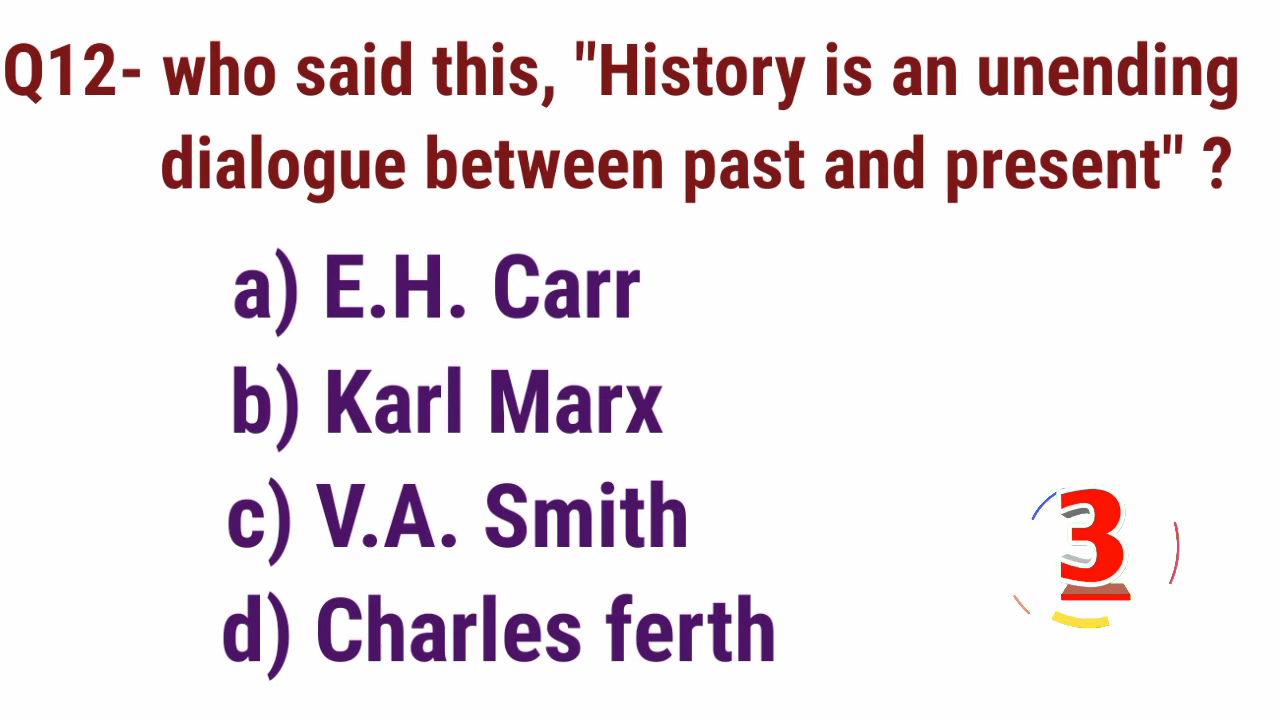 Q12- who said this, "History is an unending
dialogue between past and present" ?
a) E.H. Carr
b) Karl Marx
c) V.A. Smith
d) Charles ferth
3